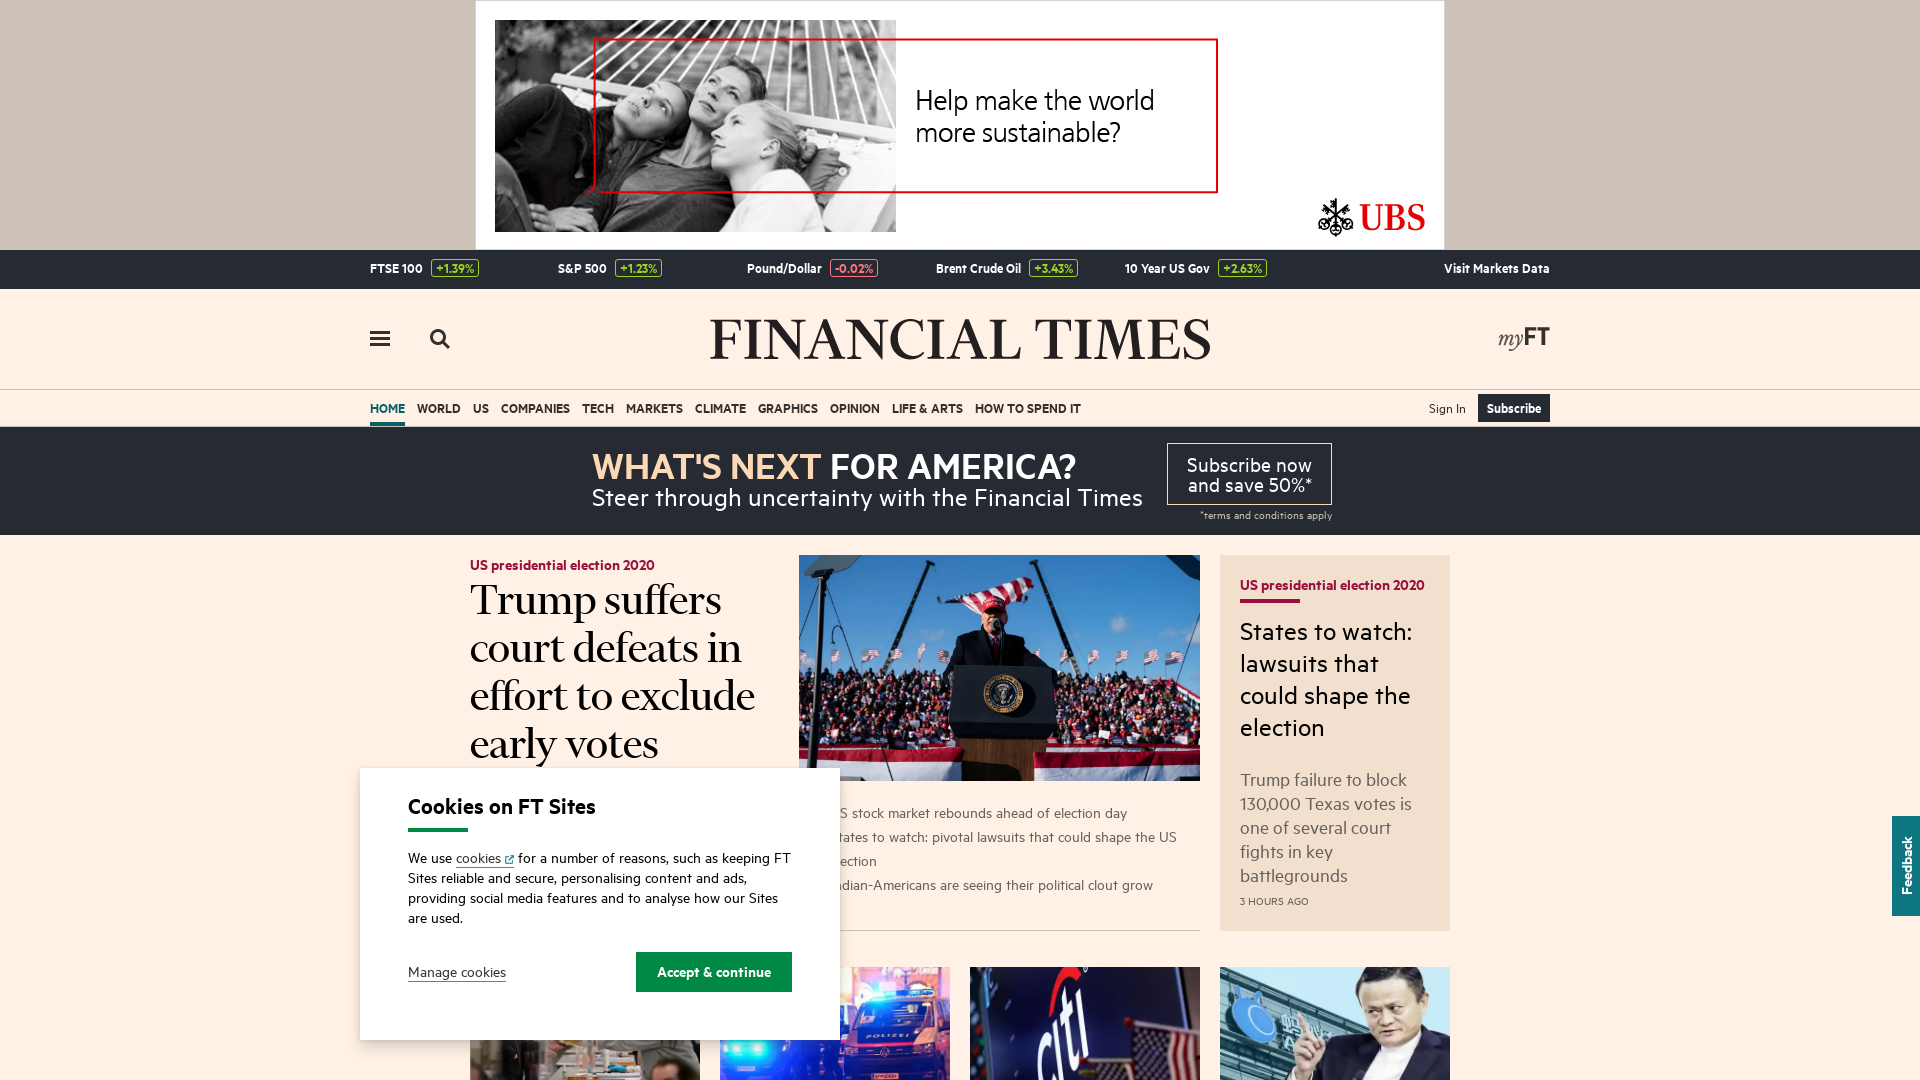 Help make the world
more sustainable?
UBS
FTSE 100 +1.39% S&P 500 +1.23% Pound/Dollar -0.02% Brent Crude Oil +3.43% 10 Year US Gov +2.63% Visit Markets Data
FINANCIAL TIMES
myFT
HOME WORLD US COMPANIES TECH MARKETS CLIMATE GRAPHICS OPINION LIFE & ARTS HOW TO SPEND IT Sign In Subscribe
WHAT'S NEXT FOR AMERICA?
Steer through uncertainty with the Financial Times
Subscribe now
and save 50%*
*terms and conditions apply
US presidential election 2020
Trump suffers
court defeats in
effort to exclude
early votes
S stock market rebounds ahead of election day
tates to watch: pivotal lawsuits that could shape the US
ection
dian-Americans are seeing their political clout grow
US presidential election 2020
States to watch:
lawsuits that
could shape the
election
Trump failure to block
130,000 Texas votes is
one of several court
fights in key
battlegrounds
3 HOURS AGO
Feedback
Cookies on FT Sites
We use cookies for a number of reasons, such as keeping FT
Sites reliable and secure, personalising content and ads,
providing social media features and to analyse how our Sites
are used.
Manage cookies
Accept & continue
POLIZEI
citi